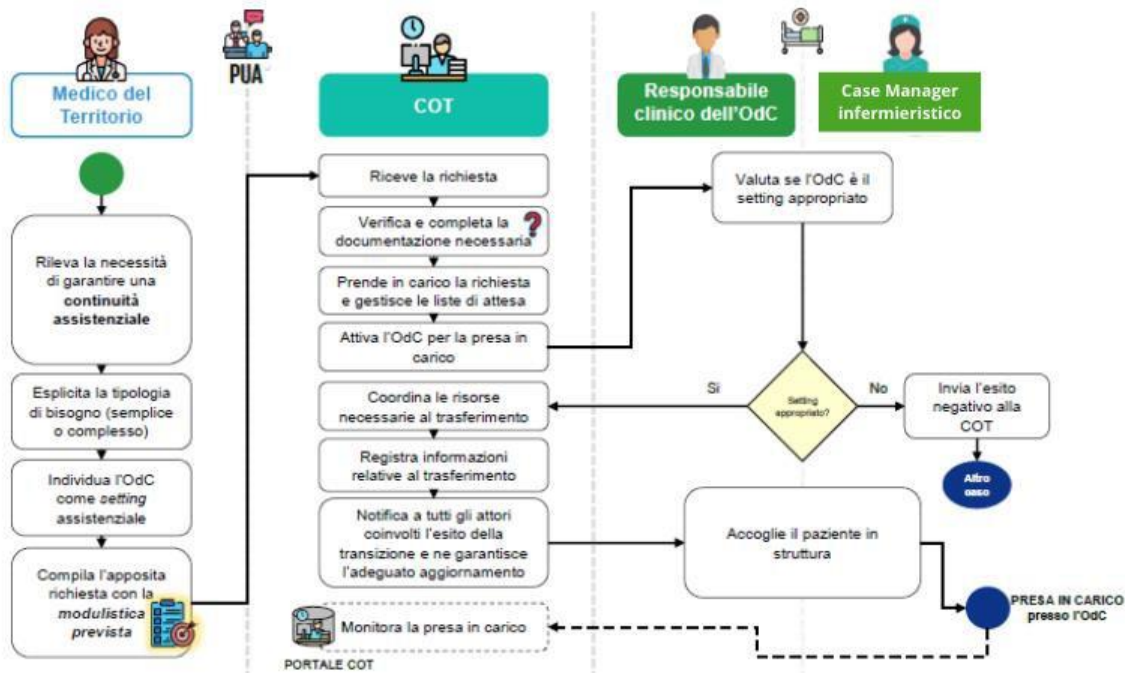 Medico del
Territorio
PUA
COT
Responsabile
clinico dell'OdC
Case Manager
infermieristico
Rileva la necessità
di garantire una
continuità
assistenziale
Esplicita la tipologia
di bisogno (semplice
o complesso)
Individua l'OdC
come setting
assistenziale
Compila l'apposita
richiesta con la
modulistica
prevista
Riceve la richiesta
Verifica e completa la
documentazione necessaria
?
Prende in carico la richiesta
e gestisce le liste di attesa
Attiva l'OdC per la presa in
carico
Coordina le risorse
necessarie al trasferimento
Registra informazioni
relative al trasferimento
Notifica a tutti gli attori
coinvolti l'esito della
transizione e ne garantisce
l'adeguato aggiornamento
Monitora la presa in carico
PORTALE COT
Valuta se l'OdC è il
setting appropriato
Setting
appropriato?
Si
No
Invia l'esito
negativo alla
COT
Altro
caso
Accoglie il paziente in
struttura
PRESA IN CARICO
presso l'OdC